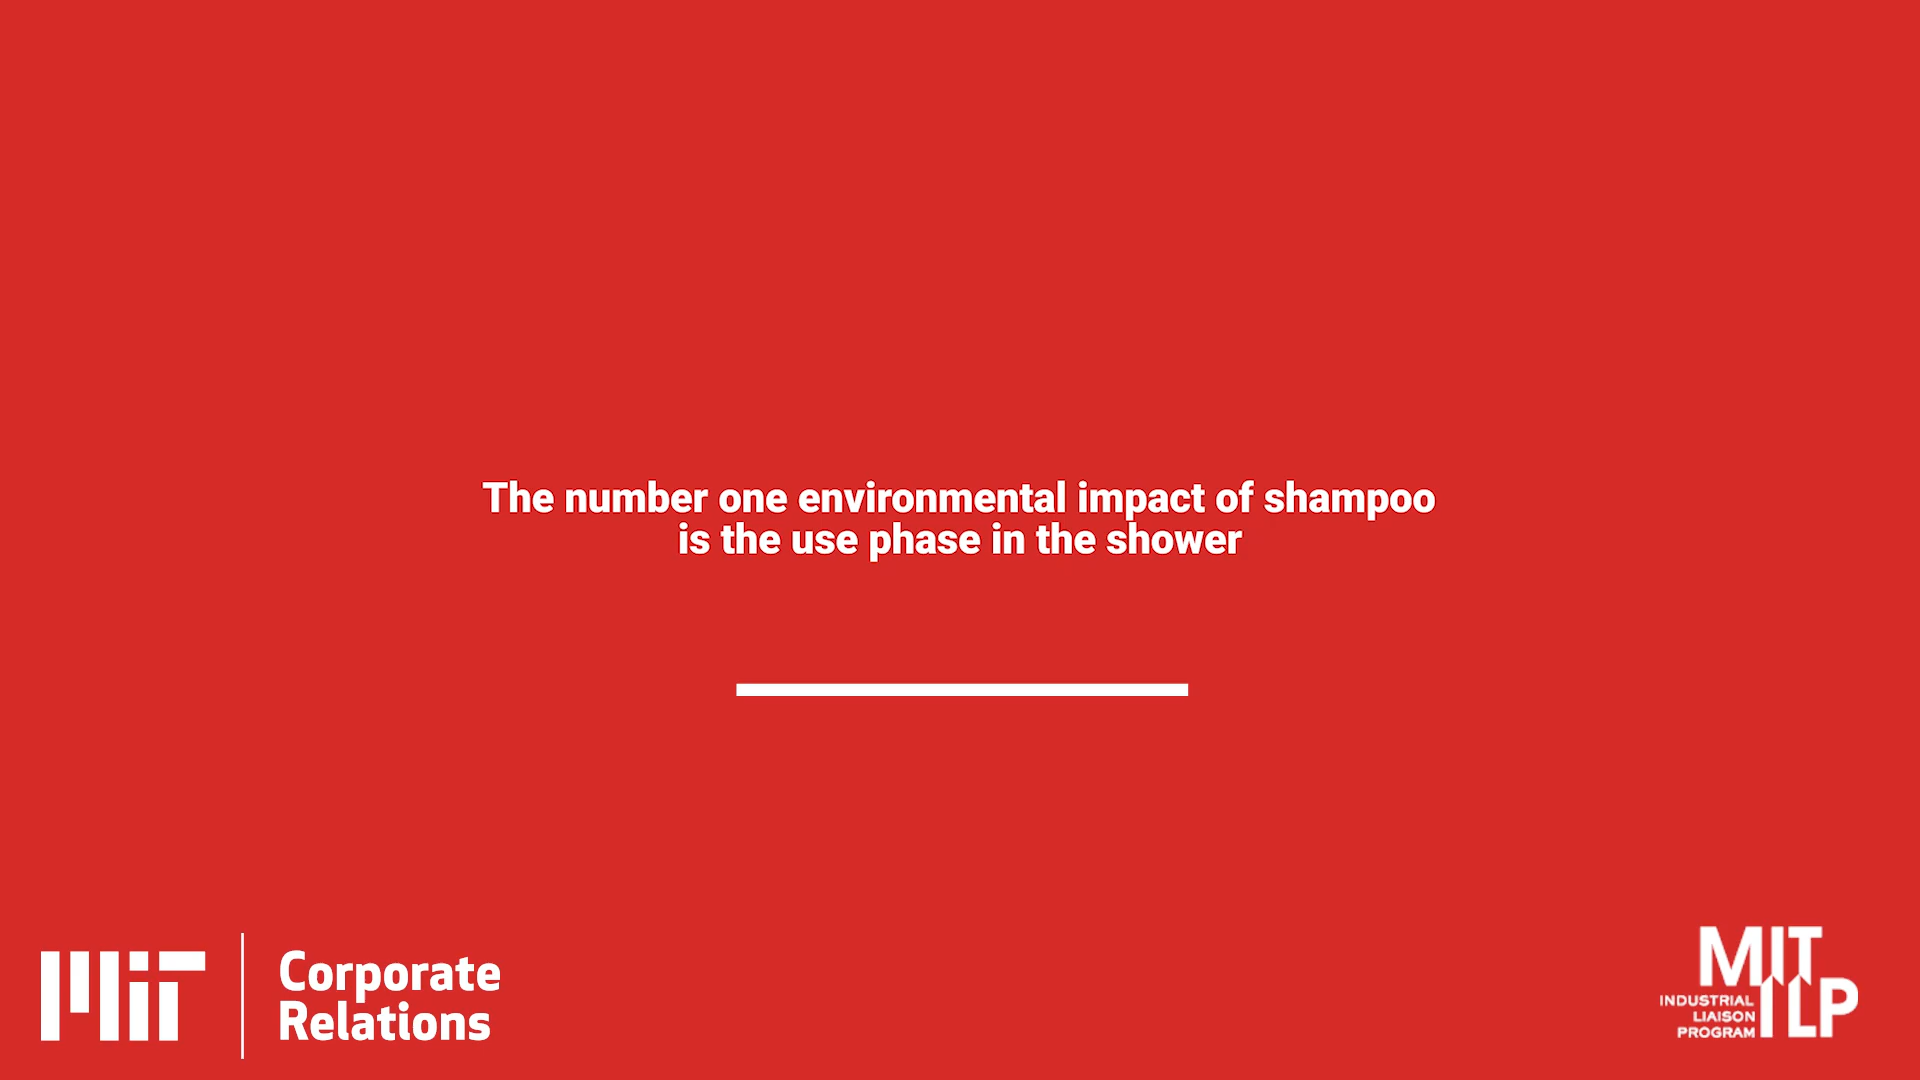 The number one environmental impact of shampoo
is the use phase in the shower
MIT
Corporate
Relations
MIT
ILP
INDUSTRIAL
LIAISON
PROGRAM